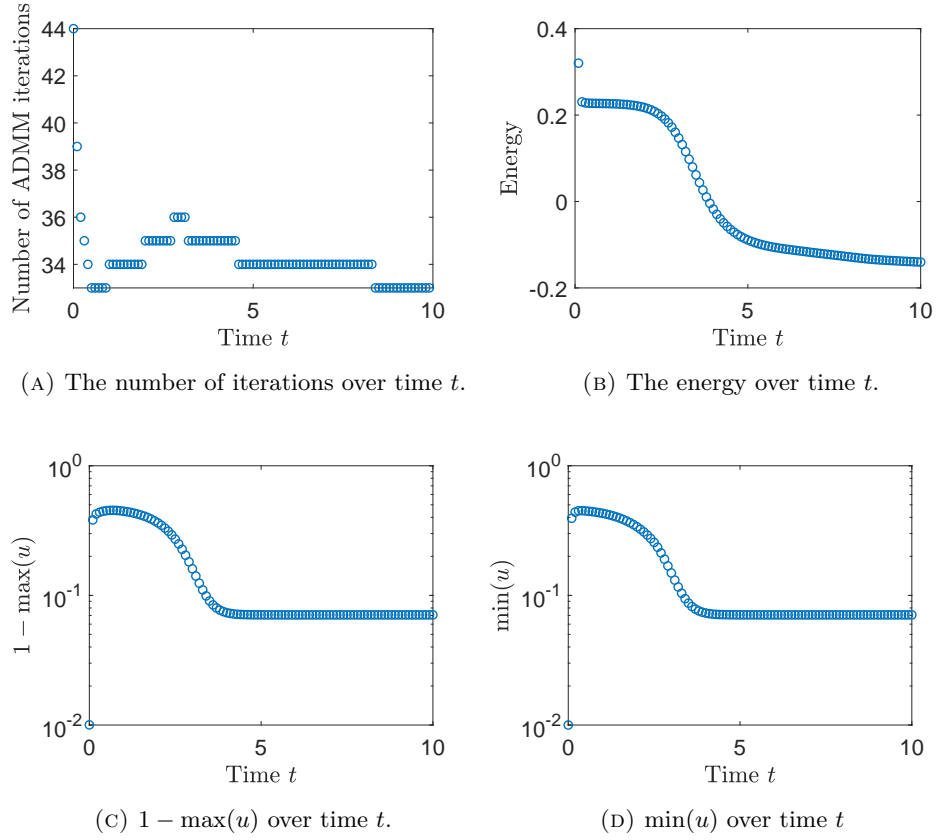 44
42
40
38
36
34
0
5
10
Number of ADMM iterations
Time t
(A) The number of iterations over time t.
0.4
0.2
0
-0.2
0
5
10
Energy
Time t
(B) The energy over time t.
10^0
10^-1
10^-2
0
5
10
1 − max(u)
Time t
(C) 1 − max(u) over time t.
10^0
10^-1
10^-2
0
5
10
min(u)
Time t
(D) min(u) over time t